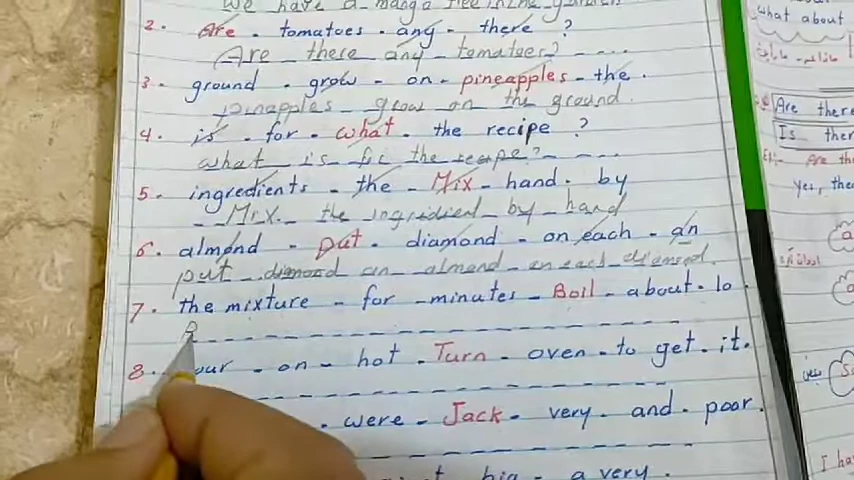 We have a mango tree in the garden
2. Are . tomatoes . any . there ?
Are there any tomatoes?
3. ground . grow - on - pineapples - the .
pinapples grow on the ground.
4. is - for - what . the recipe ?
what is for the recipe?
5. ingredients - the - Mix - hand . by
Mix the ingredient by hand
6. almond - put . diamond - on each - an
put diamond an almend on each diamond.
7. the mixture - for - minutes - Boil - about . 10 .
B
8. our - on - hot . Turn - oven - to get . it .
. were - Jack - very . and . poor .
big - a very .
what about
Are there
Is there
Are there
Yes, the
I ha